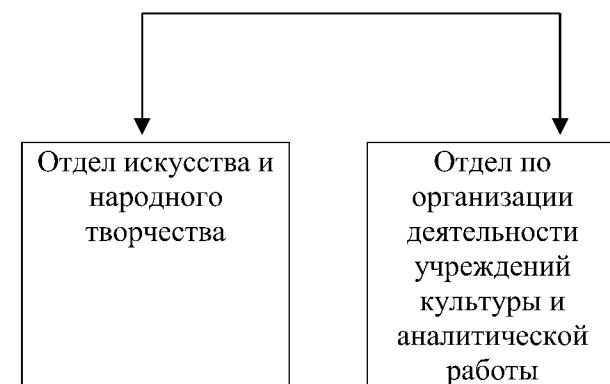 Отдел искусства и
народного
творчества
Отдел по
организации
деятельности
учреждений
культуры и
аналитической
работы